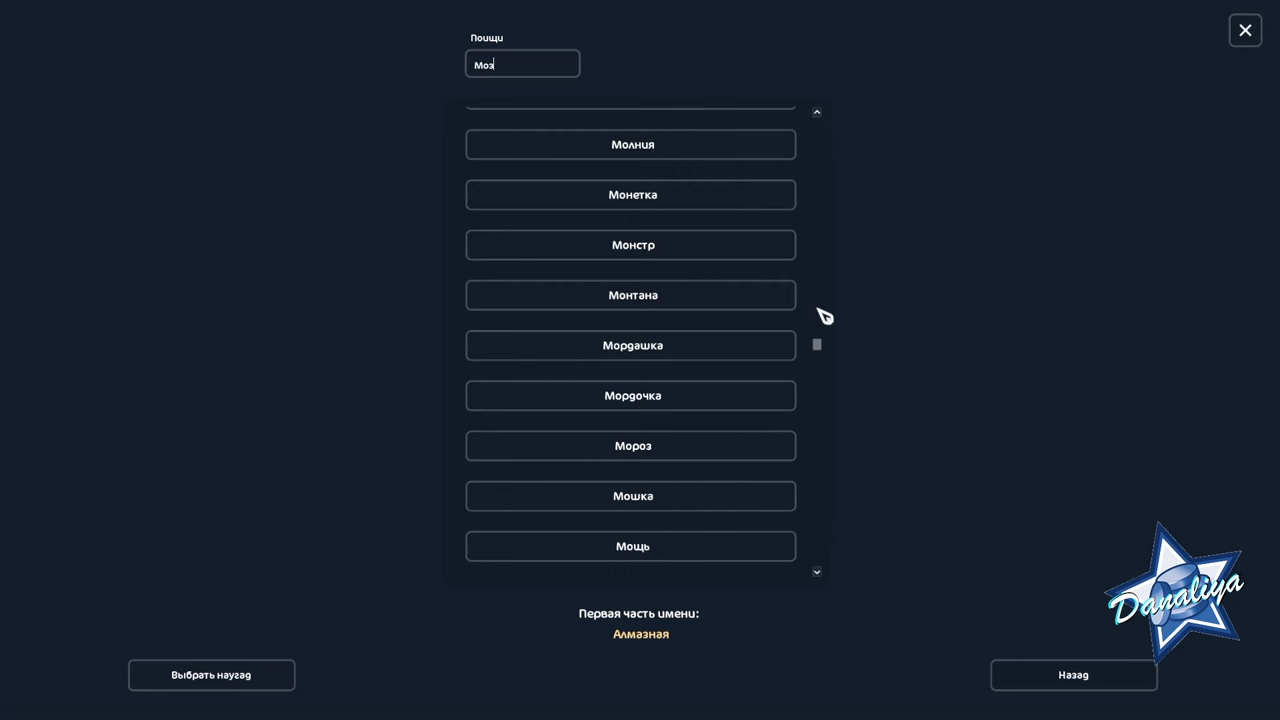 Поищи
Моз
Молния
Монетка
Монстр
Монтана
Мордашка
Мордочка
Мороз
Мошка
Мощь
Первая часть имени:
Алмазная
Выбрать наугад
Назад
Danaliya